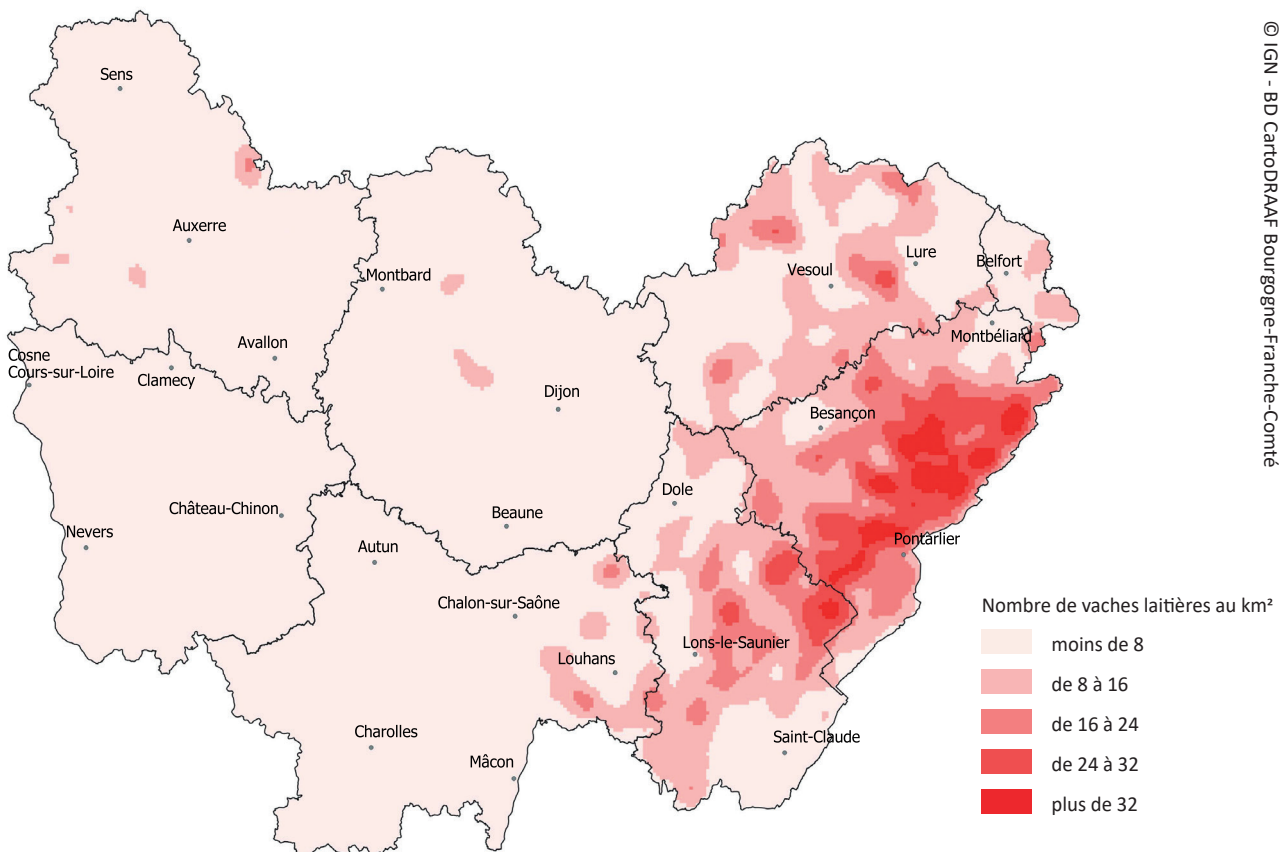 Sens
Auxerre
Montbard
Avallon
Cosne
Cours-sur-Loire
Clamecy
Dijon
Vesoul
Lure
Belfort
Montbéliard
Besançon
Château-Chinon
Nevers
Beaune
Dole
Autun
Pontarlier
Chalon-sur-Saône
Louhans
Lons-le-Saunier
Charolles
Mâcon
Saint-Claude
Nombre de vaches laitières au km²
moins de 8
de 8 à 16
de 16 à 24
de 24 à 32
plus de 32
© IGN - BD CartoDRAAF Bourgogne-Franche-Comté